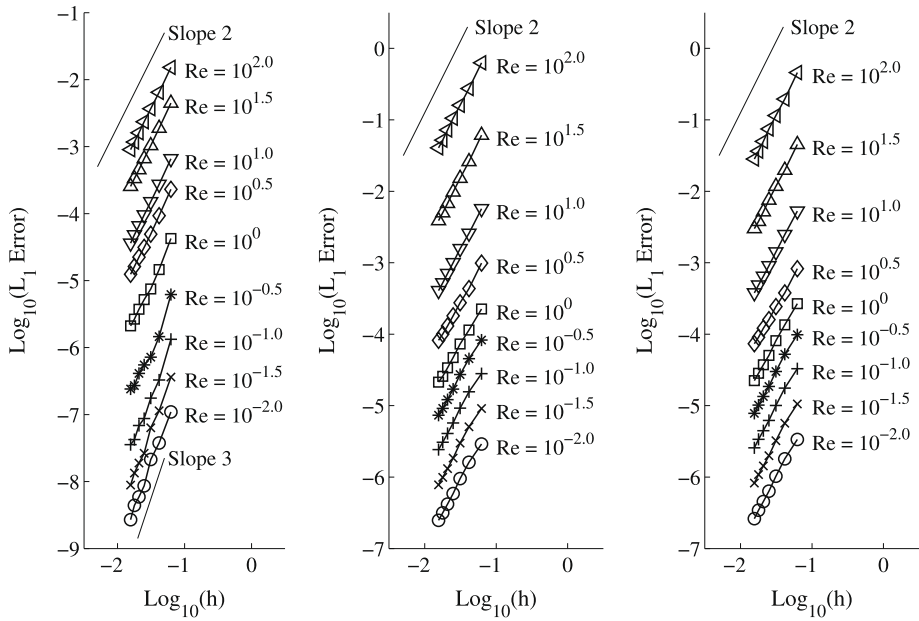 −1
−2
−3
−4
−5
−6
−7
−8
−9
Log₁₀(L₁ Error)
Slope 2
Re = 10^2.0
Re = 10^1.5
Re = 10^1.0
Re = 10^0.5
Re = 10^0
Re = 10^−0.5
Re = 10^−1.0
Re = 10^−1.5
Re = 10^−2.0
Slope 3
−2 −1 0
Log₁₀(h)
0
−1
−2
−3
−4
−5
−6
−7
Log₁₀(L₁ Error)
Slope 2
Re = 10^2.0
Re = 10^1.5
Re = 10^1.0
Re = 10^0.5
Re = 10^0
Re = 10^−0.5
Re = 10^−1.0
Re = 10^−1.5
Re = 10^−2.0
−2 −1 0
Log₁₀(h)
0
−1
−2
−3
−4
−5
−6
−7
Log₁₀(L₁ Error)
Slope 2
Re = 10^2.0
Re = 10^1.5
Re = 10^1.0
Re = 10^0.5
Re = 10^0
Re = 10^−0.5
Re = 10^−1.0
Re = 10^−1.5
Re = 10^−2.0
−2 −1 0
Log₁₀(h)